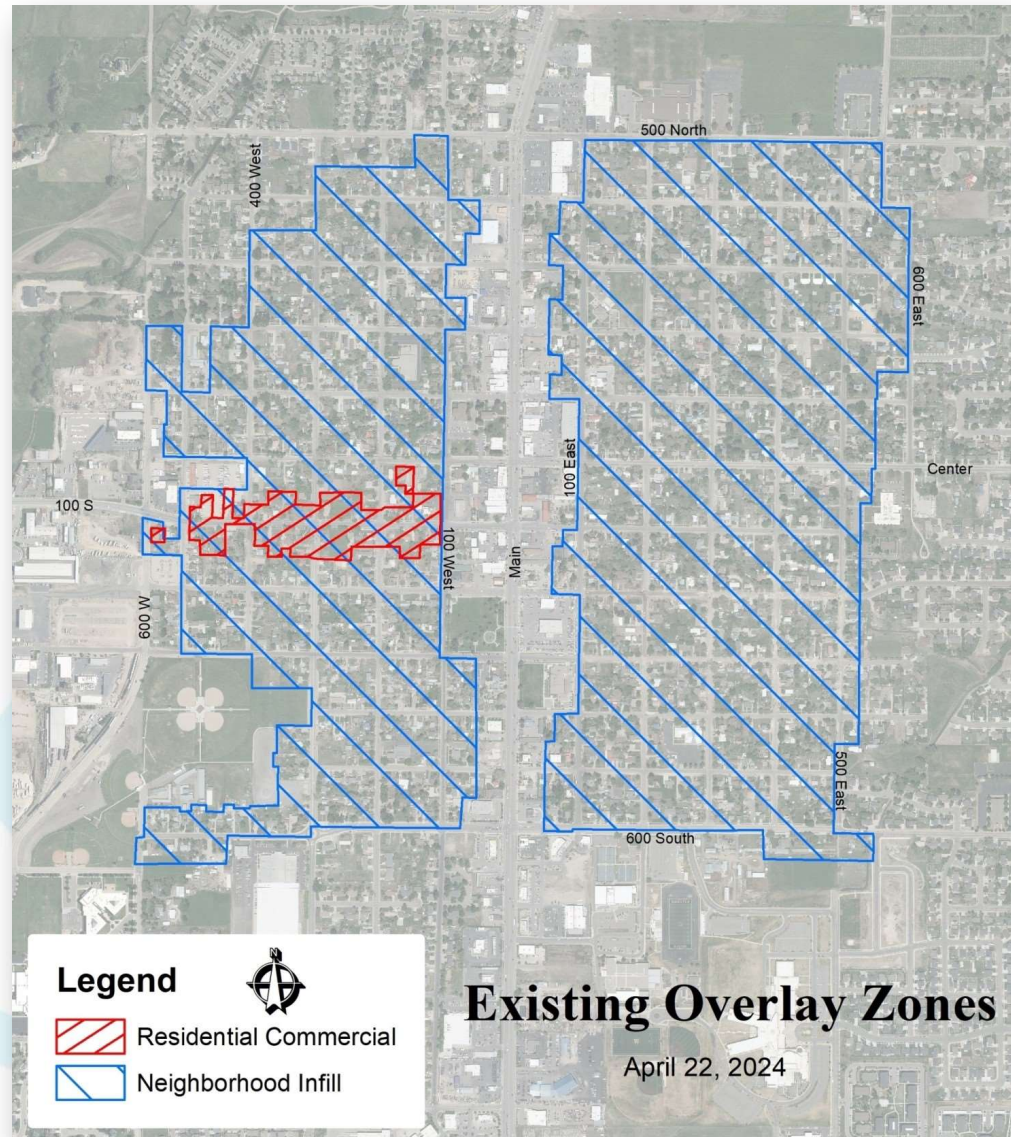 500 North
400 West
600 East
100 East
Center
100 S
100 West
Main
600 W
500 East
600 South
Legend
N
Residential Commercial
Neighborhood Infill
Existing Overlay Zones
April 22, 2024